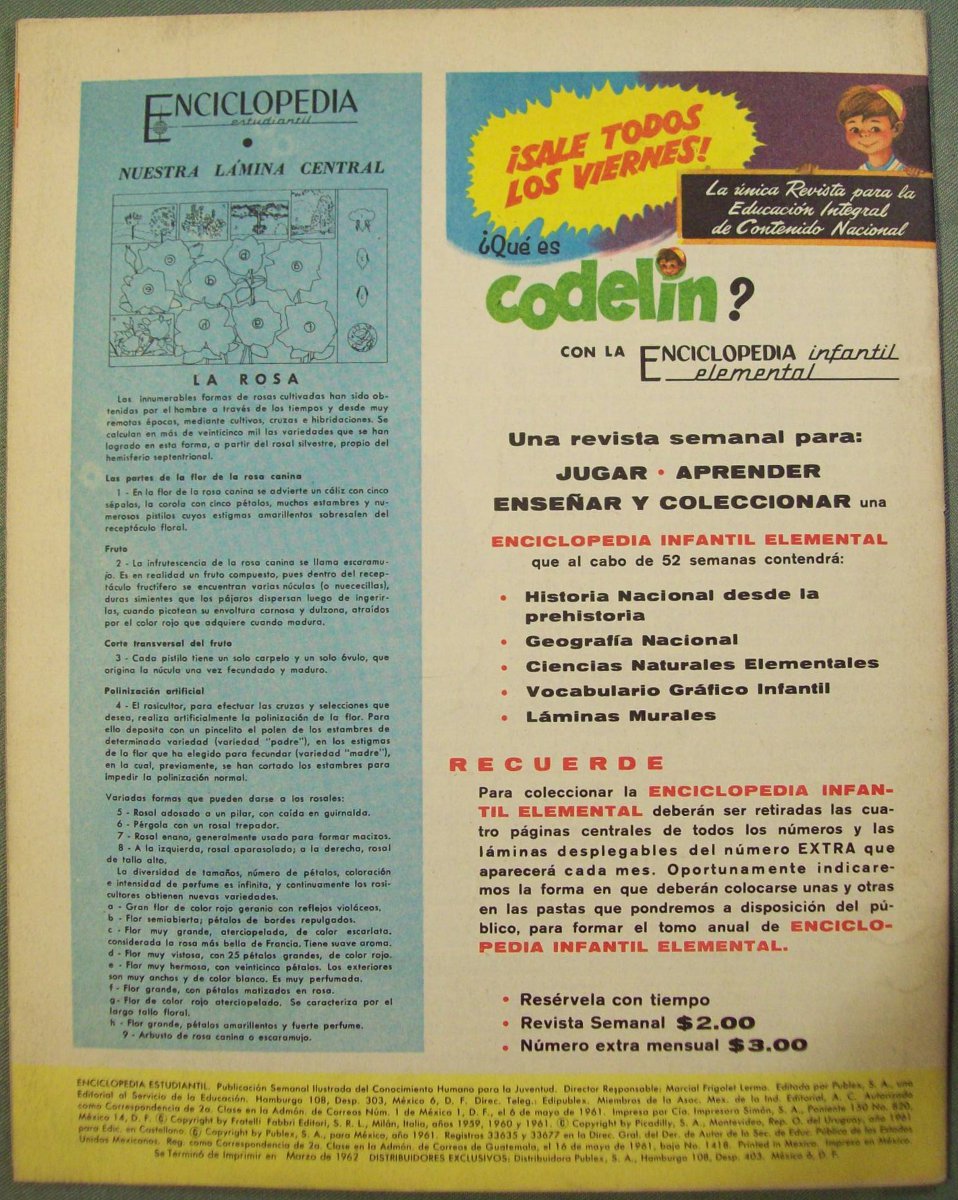 ENCICLOPEDIA
estudiantil
NUESTRA LÁMINA CENTRAL
LA ROSA
Las innumerables formas de rosas cultivadas han sido ob-
tenidas por el hombre a través de los tiempos y desde muy
remotas épocas, mediante cultivos, cruzas e hibridaciones. Se
calculan en más de veinticinco mil las variedades que se han
logrado en esta forma, a partir del rosal silvestre, propio del
hemisferio septentrional.
Las partes de la flor de la rosa canina
1 - En la flor de la rosa canina se advierte un cáliz con cinco
sépalos, la corola con cinco pétalos, muchos estambres y nu-
merosos pistilos cuyos estigmas amarillentos sobresalen del
receptáculo floral.
Fruto
2 - La infrutescencia de la rosa canina se llama escaramu-
jo. Es en realidad un fruto compuesto, pues dentro del recep-
táculo fructífero se encuentran varias núculas (o nuececillas),
duras simientes que los pájaros dispersan luego de ingerir-
las, cuando picotean su envoltura carnosa y dulzona, atraídos
por el color rojo que adquiere cuando madura.
Corte transversal del fruto
3 - Cada pistilo tiene un solo carpelo y un solo óvulo, que
origina la núcula una vez fecundado y maduro.
Polinización artificial
4 - El rosicultor, para efectuar las cruzas y selecciones que
desea, realiza artificialmente la polinización de la flor. Para
ello deposita con un pincelito el polen de los estambres de
determinada variedad (variedad "padre"), en los estigmas
de la flor que ha elegido para fecundar (variedad "madre"),
en la cual, previamente, se han cortado los estambres para
impedir la polinización normal.
Variadas formas que pueden darse a los rosales:
5 - Rosal adosado a un pilar, con caída en guirnalda.
6 - Pérgola con un rosal trepador.
7 - Rosal enano, generalmente usado para formar macizos.
8 - A la izquierda, rosal aparasolado; a la derecha, rosal
de tallo alto.
La diversidad de tamaños, número de pétalos, coloración
e intensidad de perfume es infinita, y continuamente los rosi-
cultores obtienen nuevas variedades.
a - Gran flor de color rojo geranio con reflejos violáceos.
b - Flor semiabierta; pétalos de bordes repulgados.
c - Flor muy grande, aterciopelada, de color escarlata.
considerada la rosa más bella de Francia. Tiene suave aroma.
d - Flor muy vistosa, con 25 pétalos grandes, de color rojo.
e - Flor muy hermosa, con veinticinco pétalos. Los exteriores
son muy anchos y de color blanco. Es muy perfumada.
f - Flor grande, con pétalos matizados en rosa.
g- Flor de color rojo aterciopelado. Se caracteriza por el
largo tallo floral.
h - Flor grande, pétalos amarillentos y fuerte perfume.
9 - Arbusto de rosa canina o escaramujo.
¡SALE TODOS
LOS VIERNES!
La única Revista para la
Educación Integral
de Contenido Nacional
¿Qué es
codelin?
CON LA ENCICLOPEDIA infantil
elemental
Una revista semanal para:
JUGAR • APRENDER
ENSEÑAR Y COLECCIONAR una
ENCICLOPEDIA INFANTIL ELEMENTAL
que al cabo de 52 semanas contendrá:
• Historia Nacional desde la
prehistoria
• Geografía Nacional
• Ciencias Naturales Elementales
• Vocabulario Gráfico Infantil
• Láminas Murales
RECUERDE
Para coleccionar la ENCICLOPEDIA INFAN-
TIL ELEMENTAL deberán ser retiradas las cua-
tro páginas centrales de todos los números y las
láminas desplegables del número EXTRA que
aparecerá cada mes. Oportunamente indicare-
mos la forma en que deberán colocarse unas y otras
en las pastas que pondremos a disposición del pú-
blico, para formar el tomo anual de ENCICLO-
PEDIA INFANTIL ELEMENTAL.
• Resérvela con tiempo
• Revista Semanal $2.00
• Número extra mensual $3.00
ENCICLOPEDIA ESTUDIANTIL. Publicación Semanal Ilustrada del Conocimiento Humano para la Juventud. Director Responsable: Marcial Frigolet Lerma. Editada por Publex, S. A., una
Editorial al Servicio de la Educación. Hamburgo 108, Desp. 303, México 6, D. F. Direc. Teleg.: Edipublex. Miembros de la Asoc. Mex. de la Ind. Editorial, A. C. Autorizada
como Correspondencia de 2a. Clase en la Admón. de Correos Núm. 1 de México 1, D. F., el 6 de mayo de 1961. Impresa por Cía. Impresora Simón, S. A., Poniente 150 No. 820,
México 14, D. F. © Copyright by Fratelli Fabbri Editori, S. R. L., Milán, Italia, años 1959, 1960 y 1961. © Copyright by Picadilly, S. A., Montevideo, Rep. O. del Uruguay, año 1961
para Edic. en Castellano. © Copyright by Publex, S. A., para México, año 1961. Registros 33635 y 33677 en la Direc. Gral. del Der. de Autor de la Sec. de Educ. Pública de los Estados
Unidos Mexicanos. Reg. como Correspondencia de 2a. Clase en la Admón. de Correos de Guatemala, el 16 de mayo de 1961, bajo No. 1418. Printed in Mexico. Impreso en México.
Se Terminó de Imprimir en Marzo de 1962 DISTRIBUIDORES EXCLUSIVOS: Distribuidora Publex, S. A., Hamburgo 108, Desp. 403. México 6, D. F.